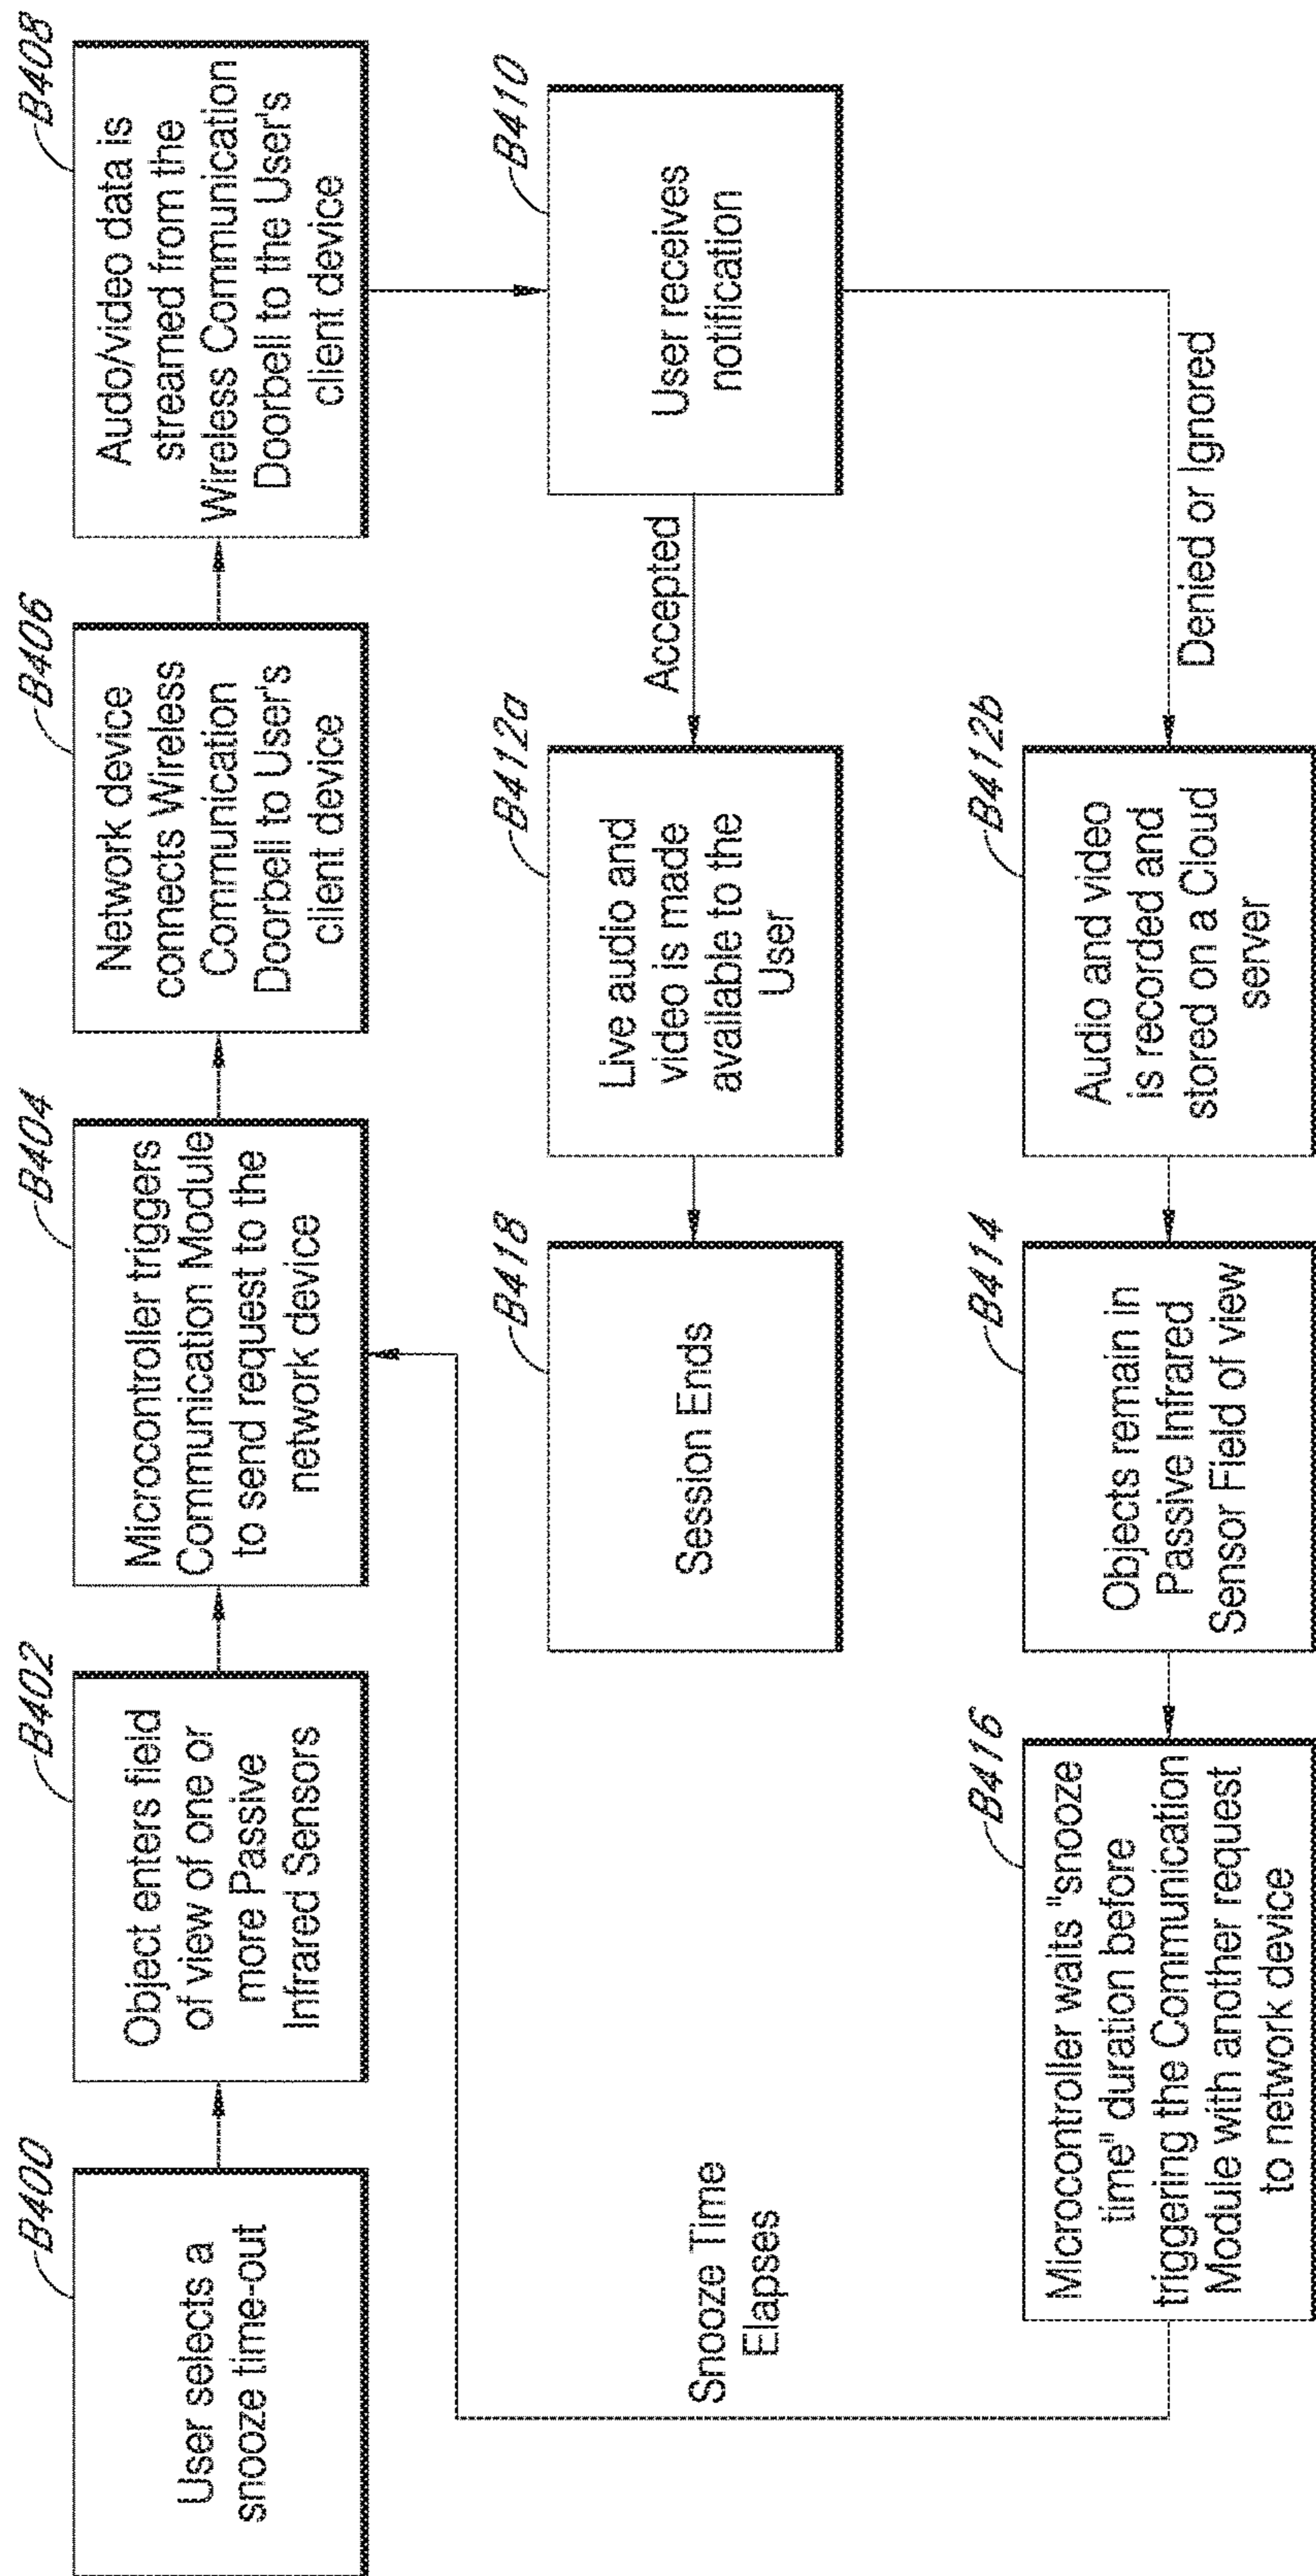 B400
User selects a
snooze time-out
B402
Object enters field
of view of one or
more Passive
Infrared Sensors
B404
Microcontroller triggers
Communication Module
to send request to the
network device
B406
Network device
connects Wireless
Communication
Doorbell to User's
client device
B408
Audo/video data is
streamed from the
Wireless Communication
Doorbell to the User's
client device
B410
User receives
notification
Accepted
B412a
Live audio and
video is made
available to the
User
B418
Session Ends
Denied or Ignored
B412b
Audio and video
is recorded and
stored on a Cloud
server
B414
Objects remain in
Passive Infrared
Sensor Field of view
B416
Microcontroller waits "snooze
time" duration before
triggering the Communication
Module with another request
to network device
Snooze Time
Elapses